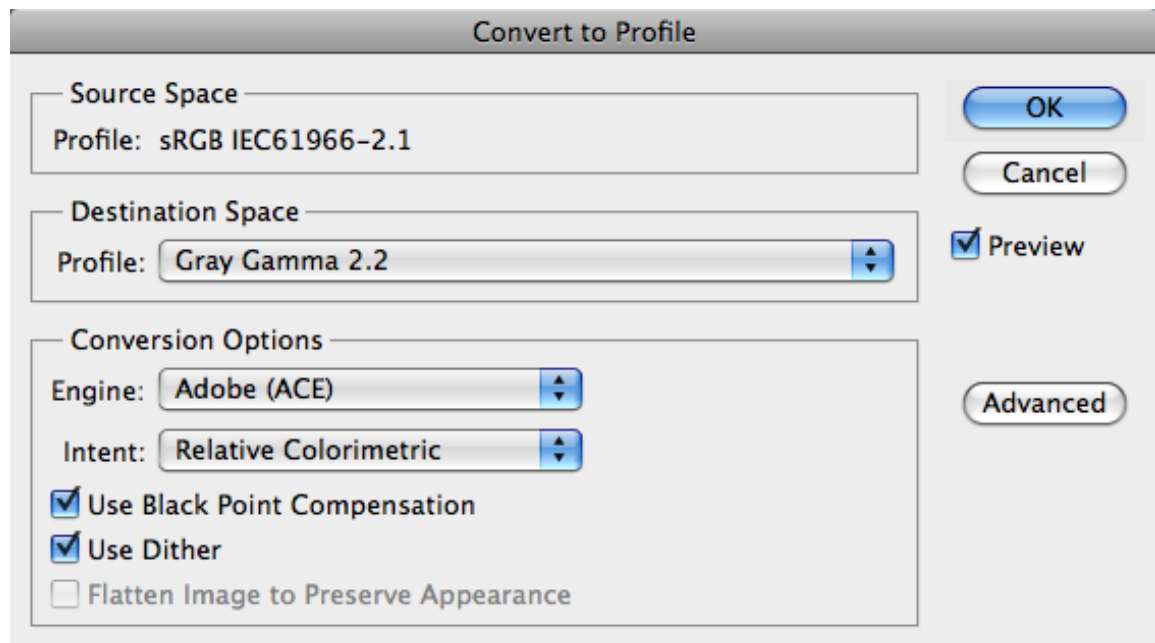 Convert to Profile
Source Space
Profile: sRGB IEC61966-2.1
OK
Cancel
Destination Space
Profile: Gray Gamma 2.2
Preview
Conversion Options
Engine: Adobe (ACE)
Advanced
Intent: Relative Colorimetric
Use Black Point Compensation
Use Dither
Flatten Image to Preserve Appearance